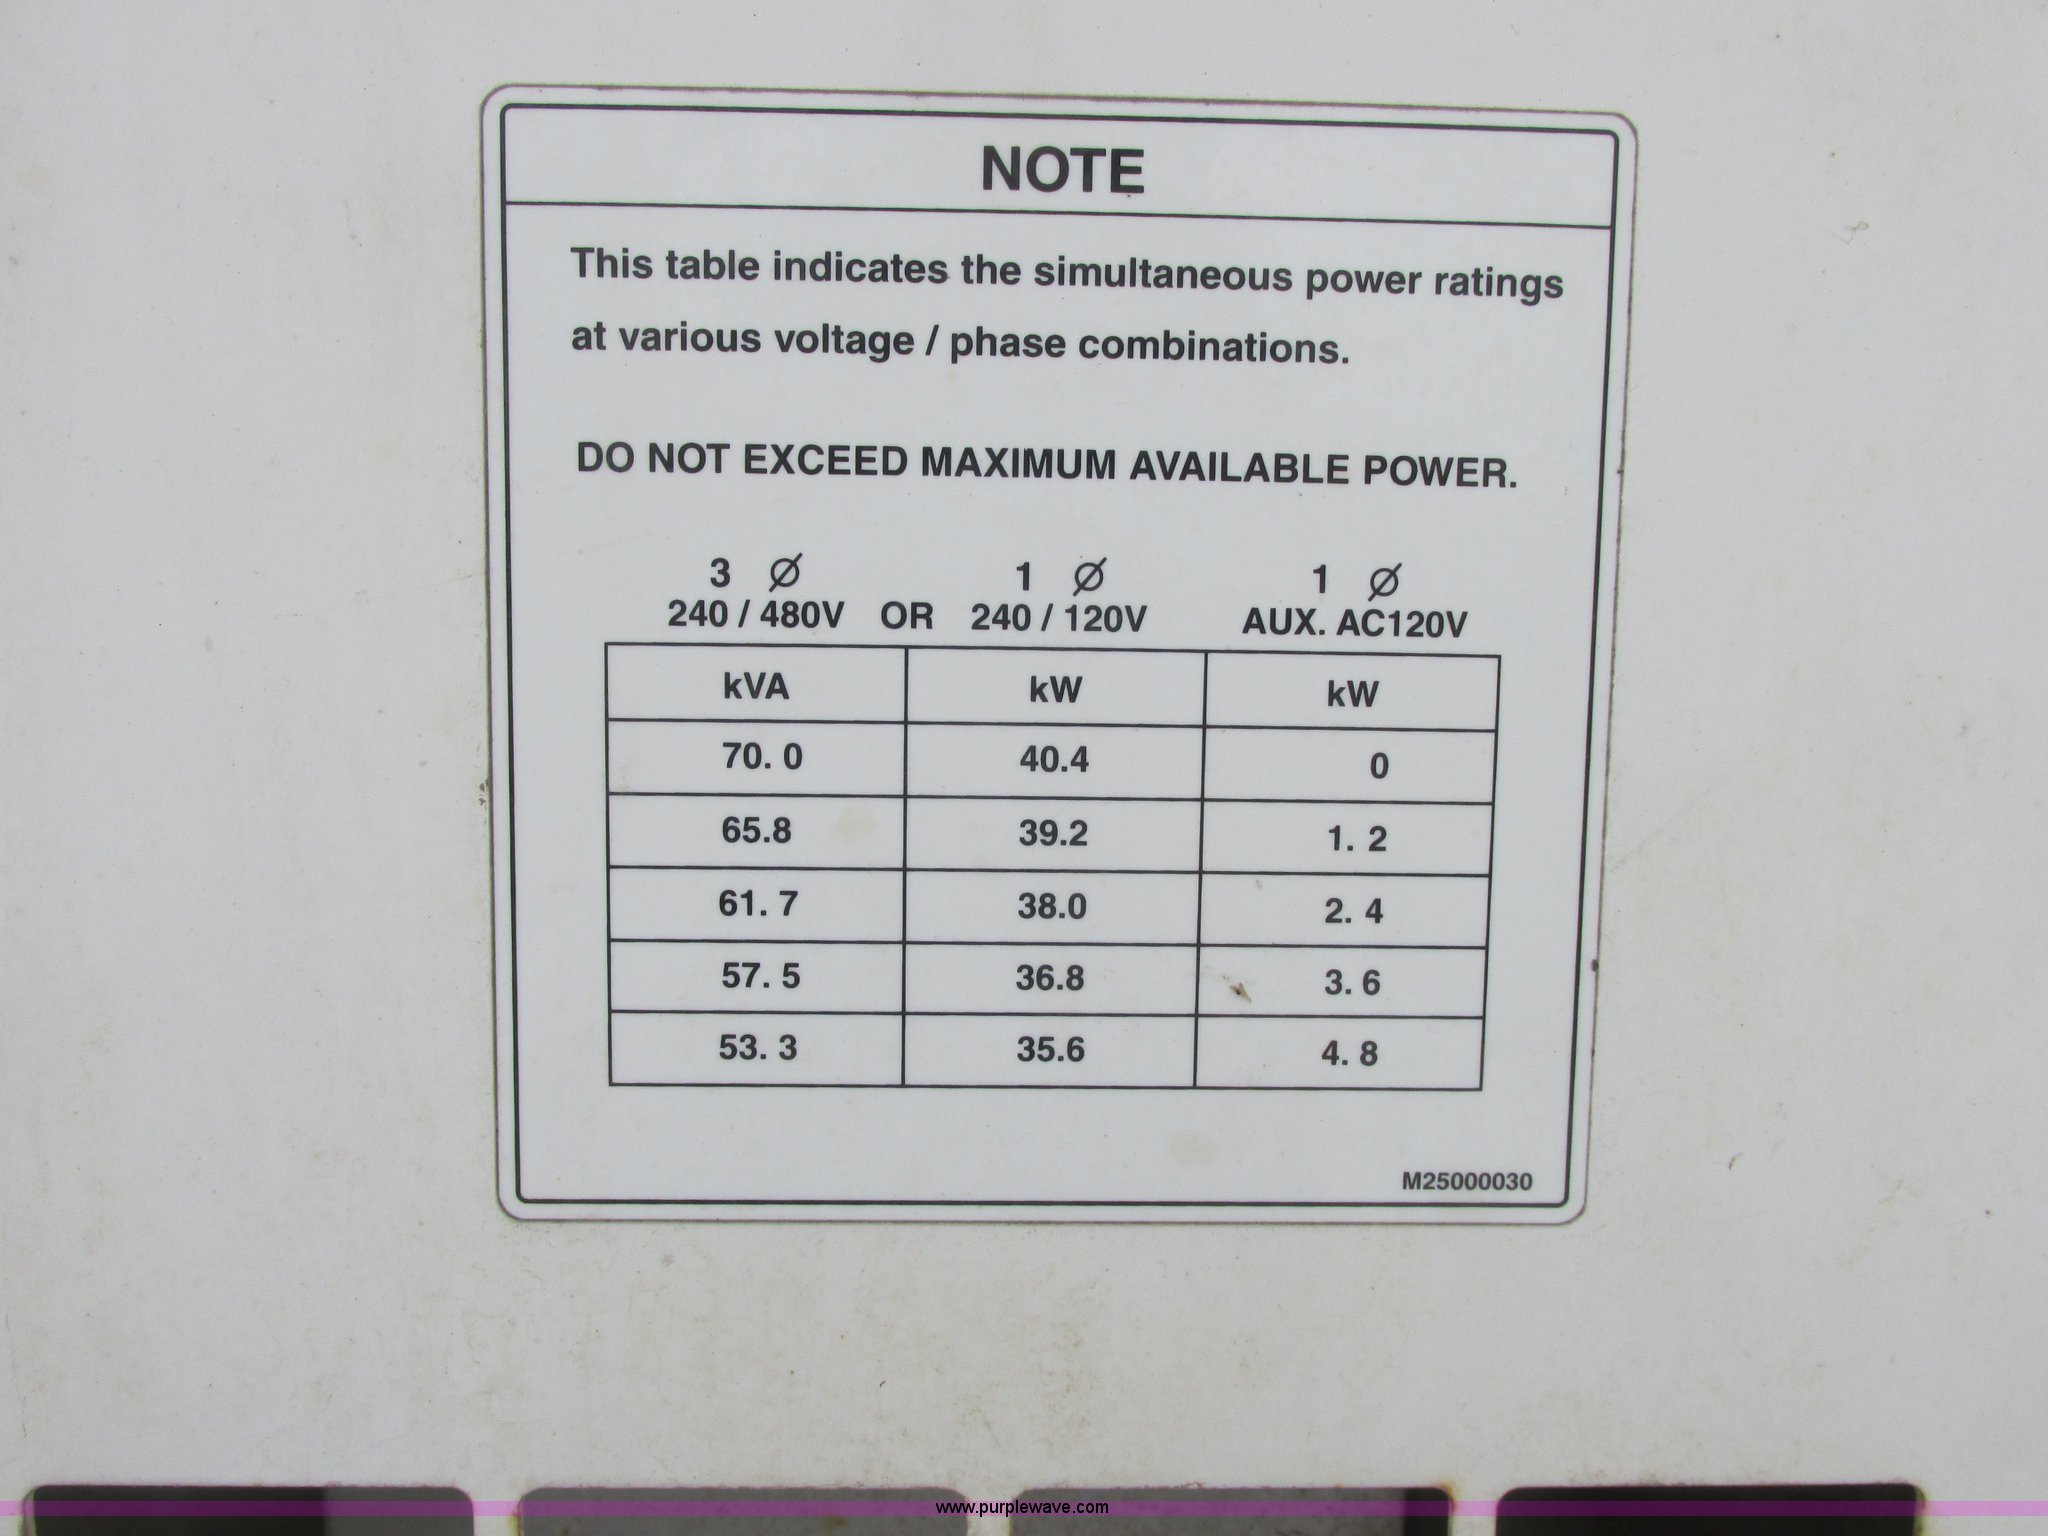 NOTE
This table indicates the simultaneous power ratings
at various voltage / phase combinations.
DO NOT EXCEED MAXIMUM AVAILABLE POWER.
3 Ø 1 Ø 1 Ø
240 / 480V OR 240 / 120V AUX. AC120V
kVA kW kW
70. 0 40.4 0
65.8 39.2 1. 2
61. 7 38.0 2. 4
57. 5 36.8 3. 6
53. 3 35.6 4. 8
M25000030
www.purplewave.com